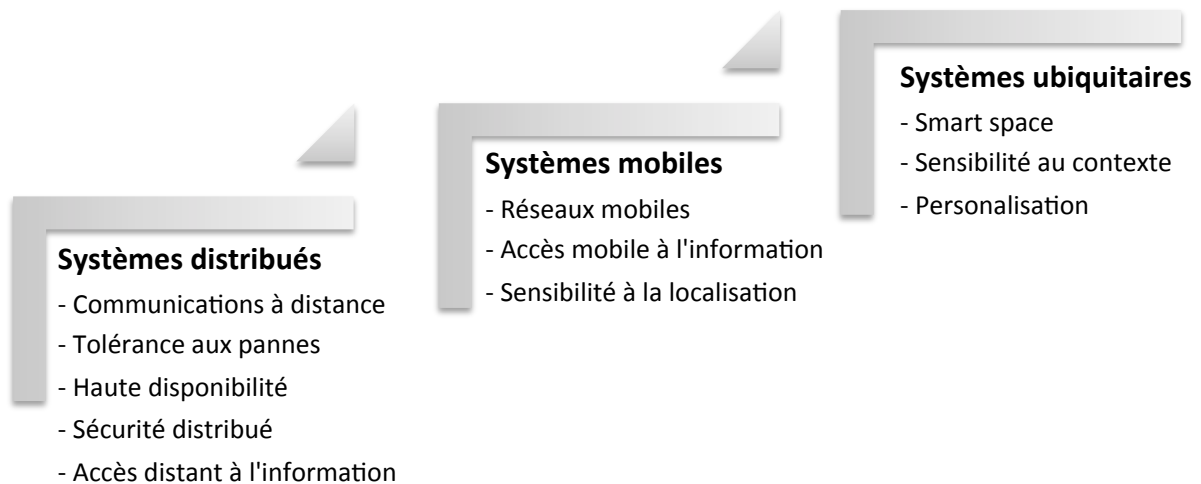 Systèmes distribués
- Communications à distance
- Tolérance aux pannes
- Haute disponibilité
- Sécurité distribué
- Accès distant à l'information
Systèmes mobiles
- Réseaux mobiles
- Accès mobile à l'information
- Sensibilité à la localisation
Systèmes ubiquitaires
- Smart space
- Sensibilité au contexte
- Personalisation